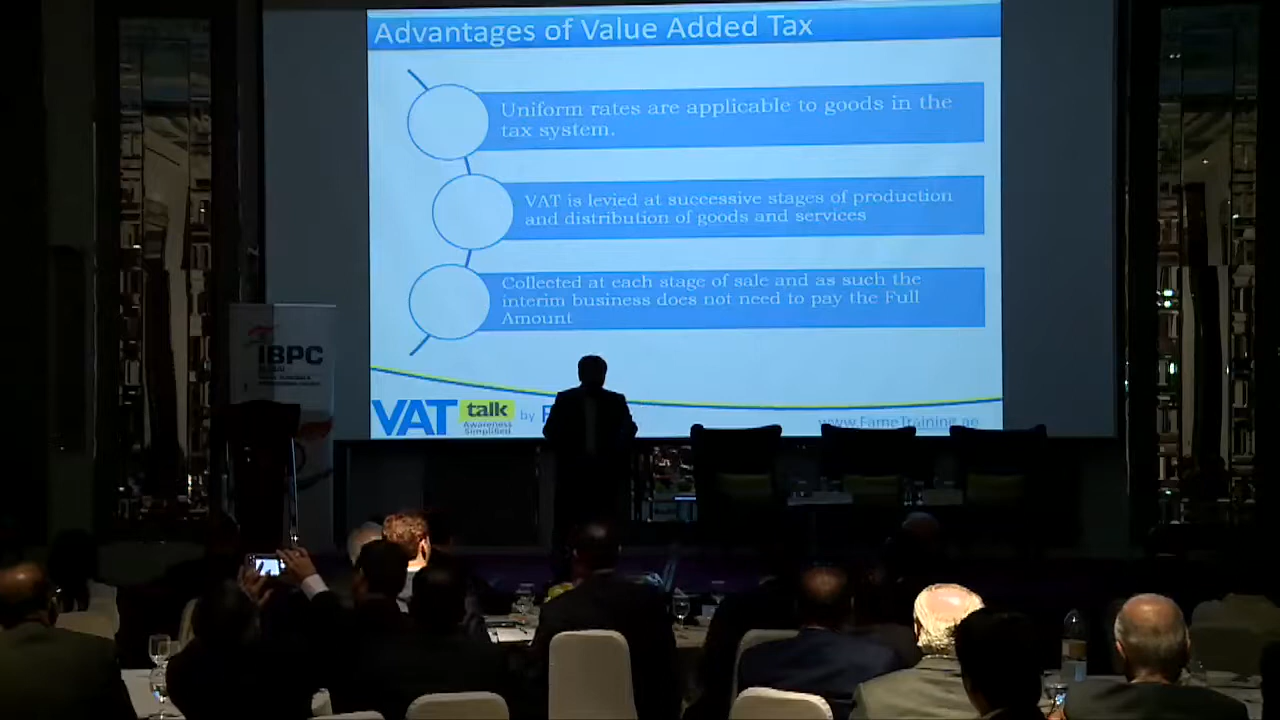 Advantages of Value Added Tax
Uniform rates are applicable to goods in the
tax system.
VAT is levied at successive stages of production
and distribution of goods and services
Collected at each stage of sale and as such the
interim business does not need to pay the Full
Amount
IBPC
VAT talk by
Awareness
Simplified
www.FameTraining.ae